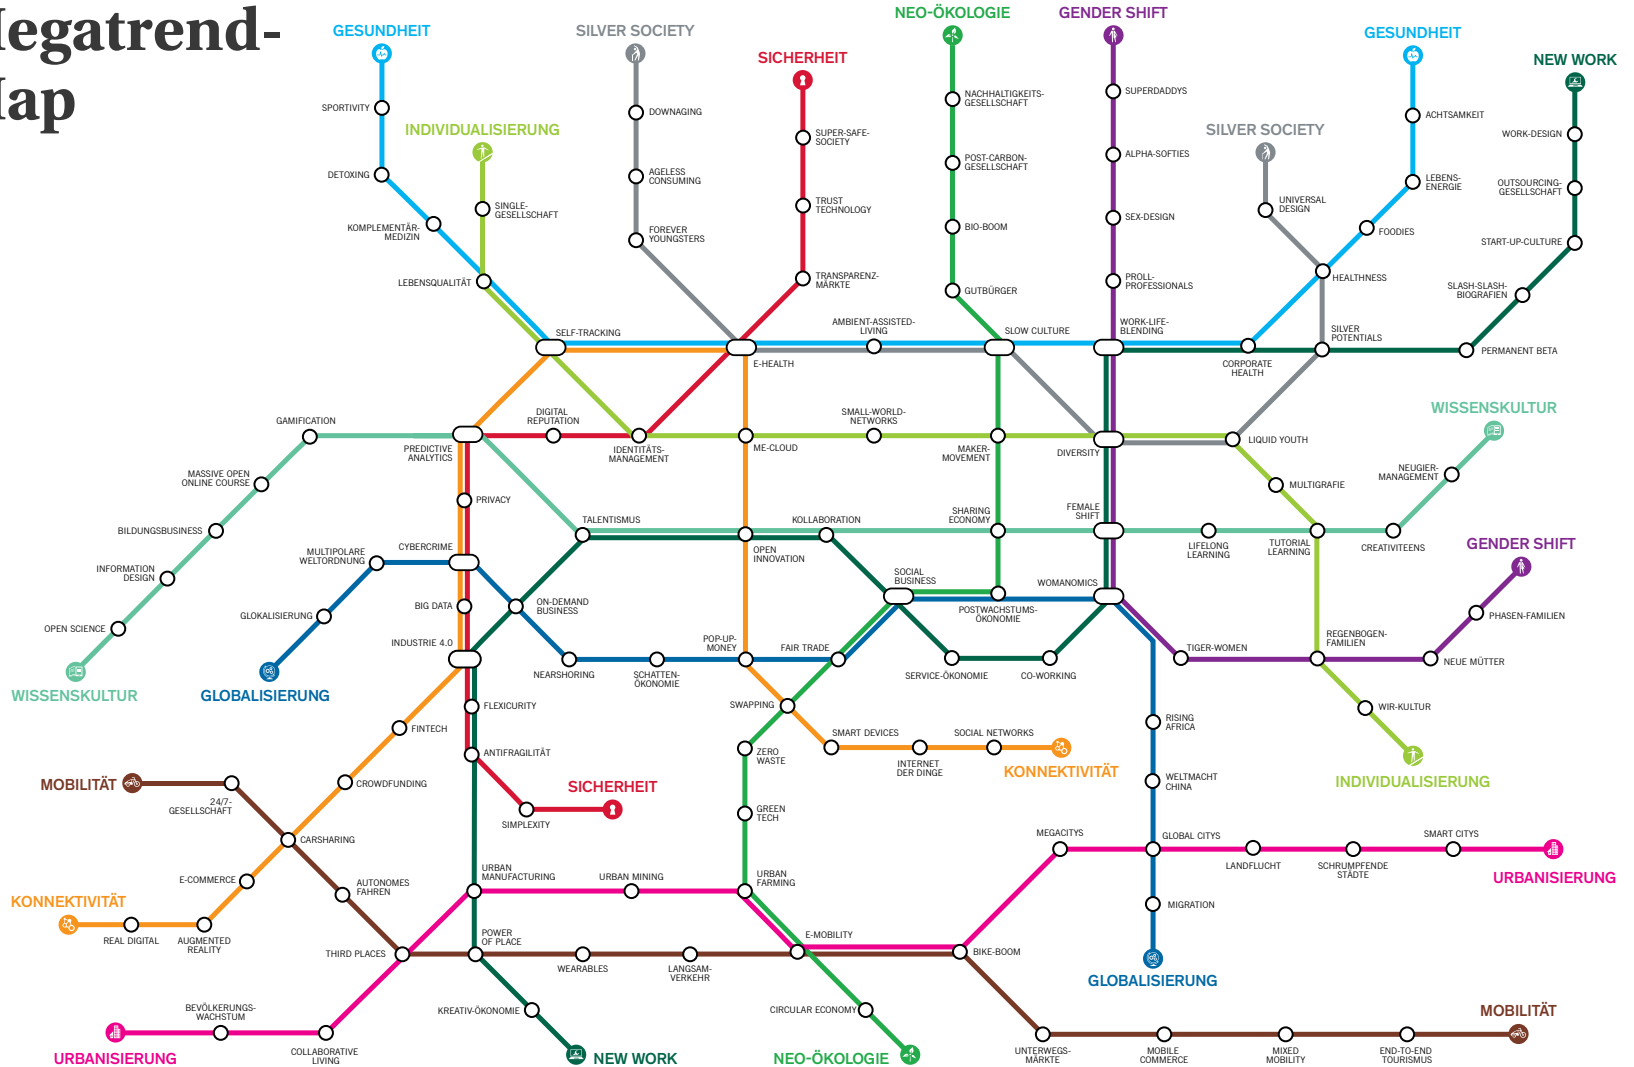 egatrend-
ap
GESUNDHEIT
SILVER SOCIETY
SICHERHEIT
NEO-ÖKOLOGIE
GENDER SHIFT
GESUNDHEIT
NEW WORK
SPORTIVITY
INDIVIDUALISIERUNG
DOWNAGING
SUPER-SAFE-
SOCIETY
NACHHALTIGKEITS-
GESELLSCHAFT
SUPERDADDYS
SILVER SOCIETY
ACHTSAMKEIT
WORK-DESIGN
DETOXING
SINGLE-
GESELLSCHAFT
AGELESS
CONSUMING
TRUST
TECHNOLOGY
POST-CARBON-
GESELLSCHAFT
ALPHA-SOFTIES
UNIVERSAL
DESIGN
LEBENS-
ENERGIE
OUTSOURCING-
GESELLSCHAFT
KOMPLEMENTÄR-
MEDIZIN
FOREVER
YOUNGSTERS
BIO-BOOM
SEX-DESIGN
FOODIES
START-UP-CULTURE
LEBENSQUALITÄT
TRANSPARENZ-
MÄRKTE
GUTBÜRGER
PROLL-
PROFESSIONALS
HEALTHNESS
SLASH-SLASH-
BIOGRAFIEN
SELF-TRACKING
AMBIENT-ASSISTED-
LIVING
SLOW CULTURE
WORK-LIFE-
BLENDING
SILVER
POTENTIALS
E-HEALTH
CORPORATE
HEALTH
PERMANENT BETA
GAMIFICATION
DIGITAL
REPUTATION
SMALL-WORLD-
NETWORKS
WISSENSKULTUR
PREDICTIVE
ANALYTICS
IDENTITÄTS-
MANAGEMENT
ME-CLOUD
MAKER-
MOVEMENT
DIVERSITY
LIQUID YOUTH
MASSIVE OPEN
ONLINE COURSE
PRIVACY
MULTIGRAFIE
NEUGIER-
MANAGEMENT
BILDUNGSBUSINESS
CYBERCRIME
TALENTISMUS
KOLLABORATION
SHARING
ECONOMY
FEMALE
SHIFT
LIFELONG
LEARNING
TUTORIAL
LEARNING
CREATIVITEENS
MULTIPOLARE
WELTORDNUNG
OPEN
INNOVATION
GENDER SHIFT
INFORMATION
DESIGN
SOCIAL
BUSINESS
WOMANOMICS
GLOKALISIERUNG
BIG DATA
ON-DEMAND
BUSINESS
POSTWACHSTUMS-
ÖKONOMIE
PHASEN-FAMILIEN
OPEN SCIENCE
INDUSTRIE 4.0
POP-UP-
MONEY
FAIR TRADE
TIGER-WOMEN
REGENBOGEN-
FAMILIEN
NEUE MÜTTER
WISSENSKULTUR
GLOBALISIERUNG
NEARSHORING
SCHATTEN-
ÖKONOMIE
SERVICE-ÖKONOMIE
CO-WORKING
FLEXICURITY
SWAPPING
WIR-KULTUR
FINTECH
ANTIFRAGILITÄT
ZERO
WASTE
SMART DEVICES
SOCIAL NETWORKS
RISING
AFRICA
INTERNET
DER DINGE
KONNEKTIVITÄT
INDIVIDUALISIERUNG
MOBILITÄT
24/7-
GESELLSCHAFT
CROWDFUNDING
SICHERHEIT
WELTMACHT
CHINA
SIMPLEXITY
GREEN
TECH
CARSHARING
MEGACITYS
GLOBAL CITYS
LANDFLUCHT
SCHRUMPFENDE
STÄDTE
SMART CITYS
URBANISIERUNG
E-COMMERCE
AUTONOMES
FAHREN
URBAN
MANUFACTURING
URBAN MINING
URBAN
FARMING
KONNEKTIVITÄT
REAL DIGITAL
AUGMENTED
REALITY
MIGRATION
THIRD PLACES
POWER
OF PLACE
WEARABLES
LANGSAM-
VERKEHR
E-MOBILITY
BIKE-BOOM
GLOBALISIERUNG
BEVÖLKERUNGS-
WACHSTUM
KREATIV-ÖKONOMIE
CIRCULAR ECONOMY
MOBILITÄT
URBANISIERUNG
COLLABORATIVE
LIVING
NEW WORK
NEO-ÖKOLOGIE
UNTERWEGS-
MÄRKTE
MOBILE
COMMERCE
MIXED
MOBILITY
END-TO-END
TOURISMUS